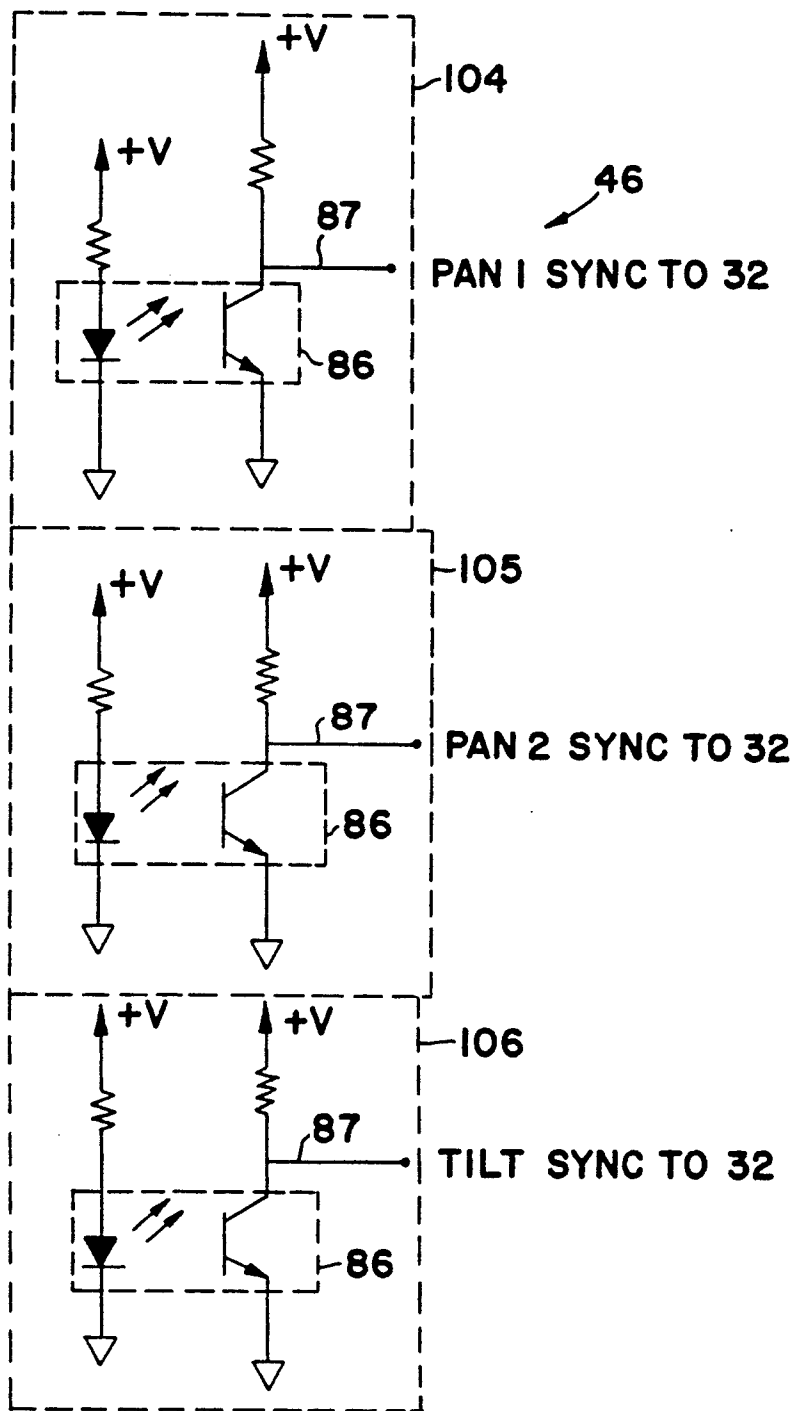 +V
104
+V
46
87
PAN 1 SYNC TO 32
86
105
+V
+V
87
PAN 2 SYNC TO 32
86
+V
+V
106
87
TILT SYNC TO 32
86